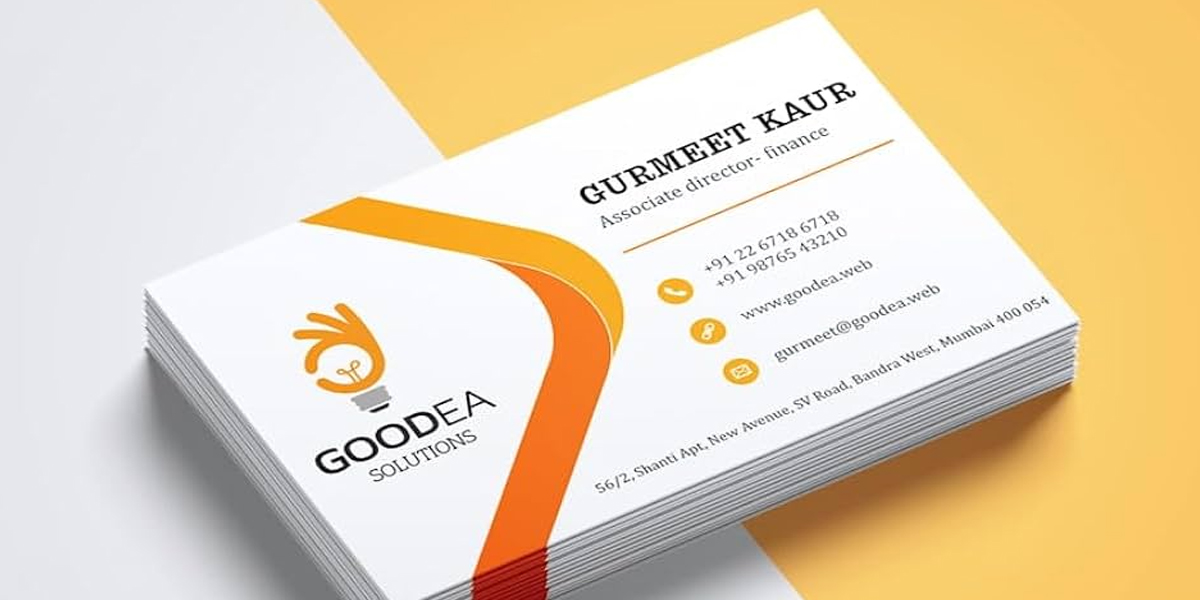 GURMEET KAUR
Associate director- finance
+91 22 6718 6718
+91 98765 43210
www.goodea.web
gurmeet@goodea.web
56/2, Shanti Apt, New Avenue, SV Road, Bandra West, Mumbai 400 054
GOODEA
SOLUTIONS